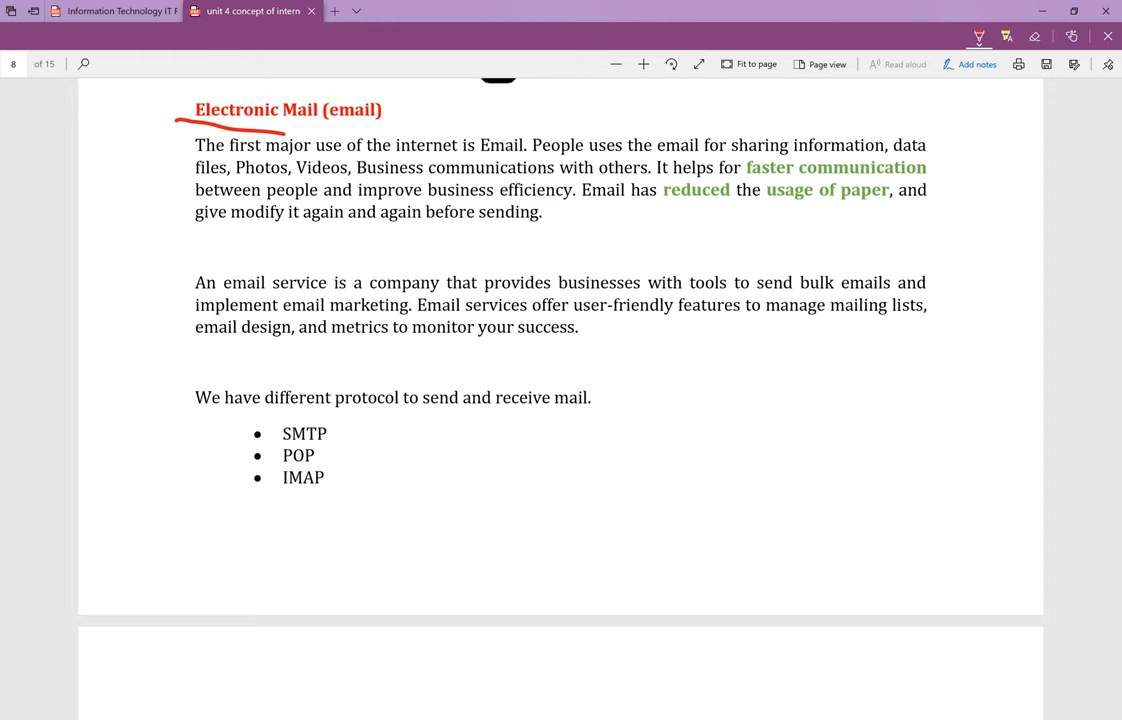 Information Technology IT F
unit 4 concept of intern
8 of 15
Fit to page
Page view
Read aloud
Add notes
Electronic Mail (email)
The first major use of the internet is Email. People uses the email for sharing information, data
files, Photos, Videos, Business communications with others. It helps for faster communication
between people and improve business efficiency. Email has reduced the usage of paper, and
give modify it again and again before sending.
An email service is a company that provides businesses with tools to send bulk emails and
implement email marketing. Email services offer user-friendly features to manage mailing lists,
email design, and metrics to monitor your success.
We have different protocol to send and receive mail.
• SMTP
• POP
• IMAP